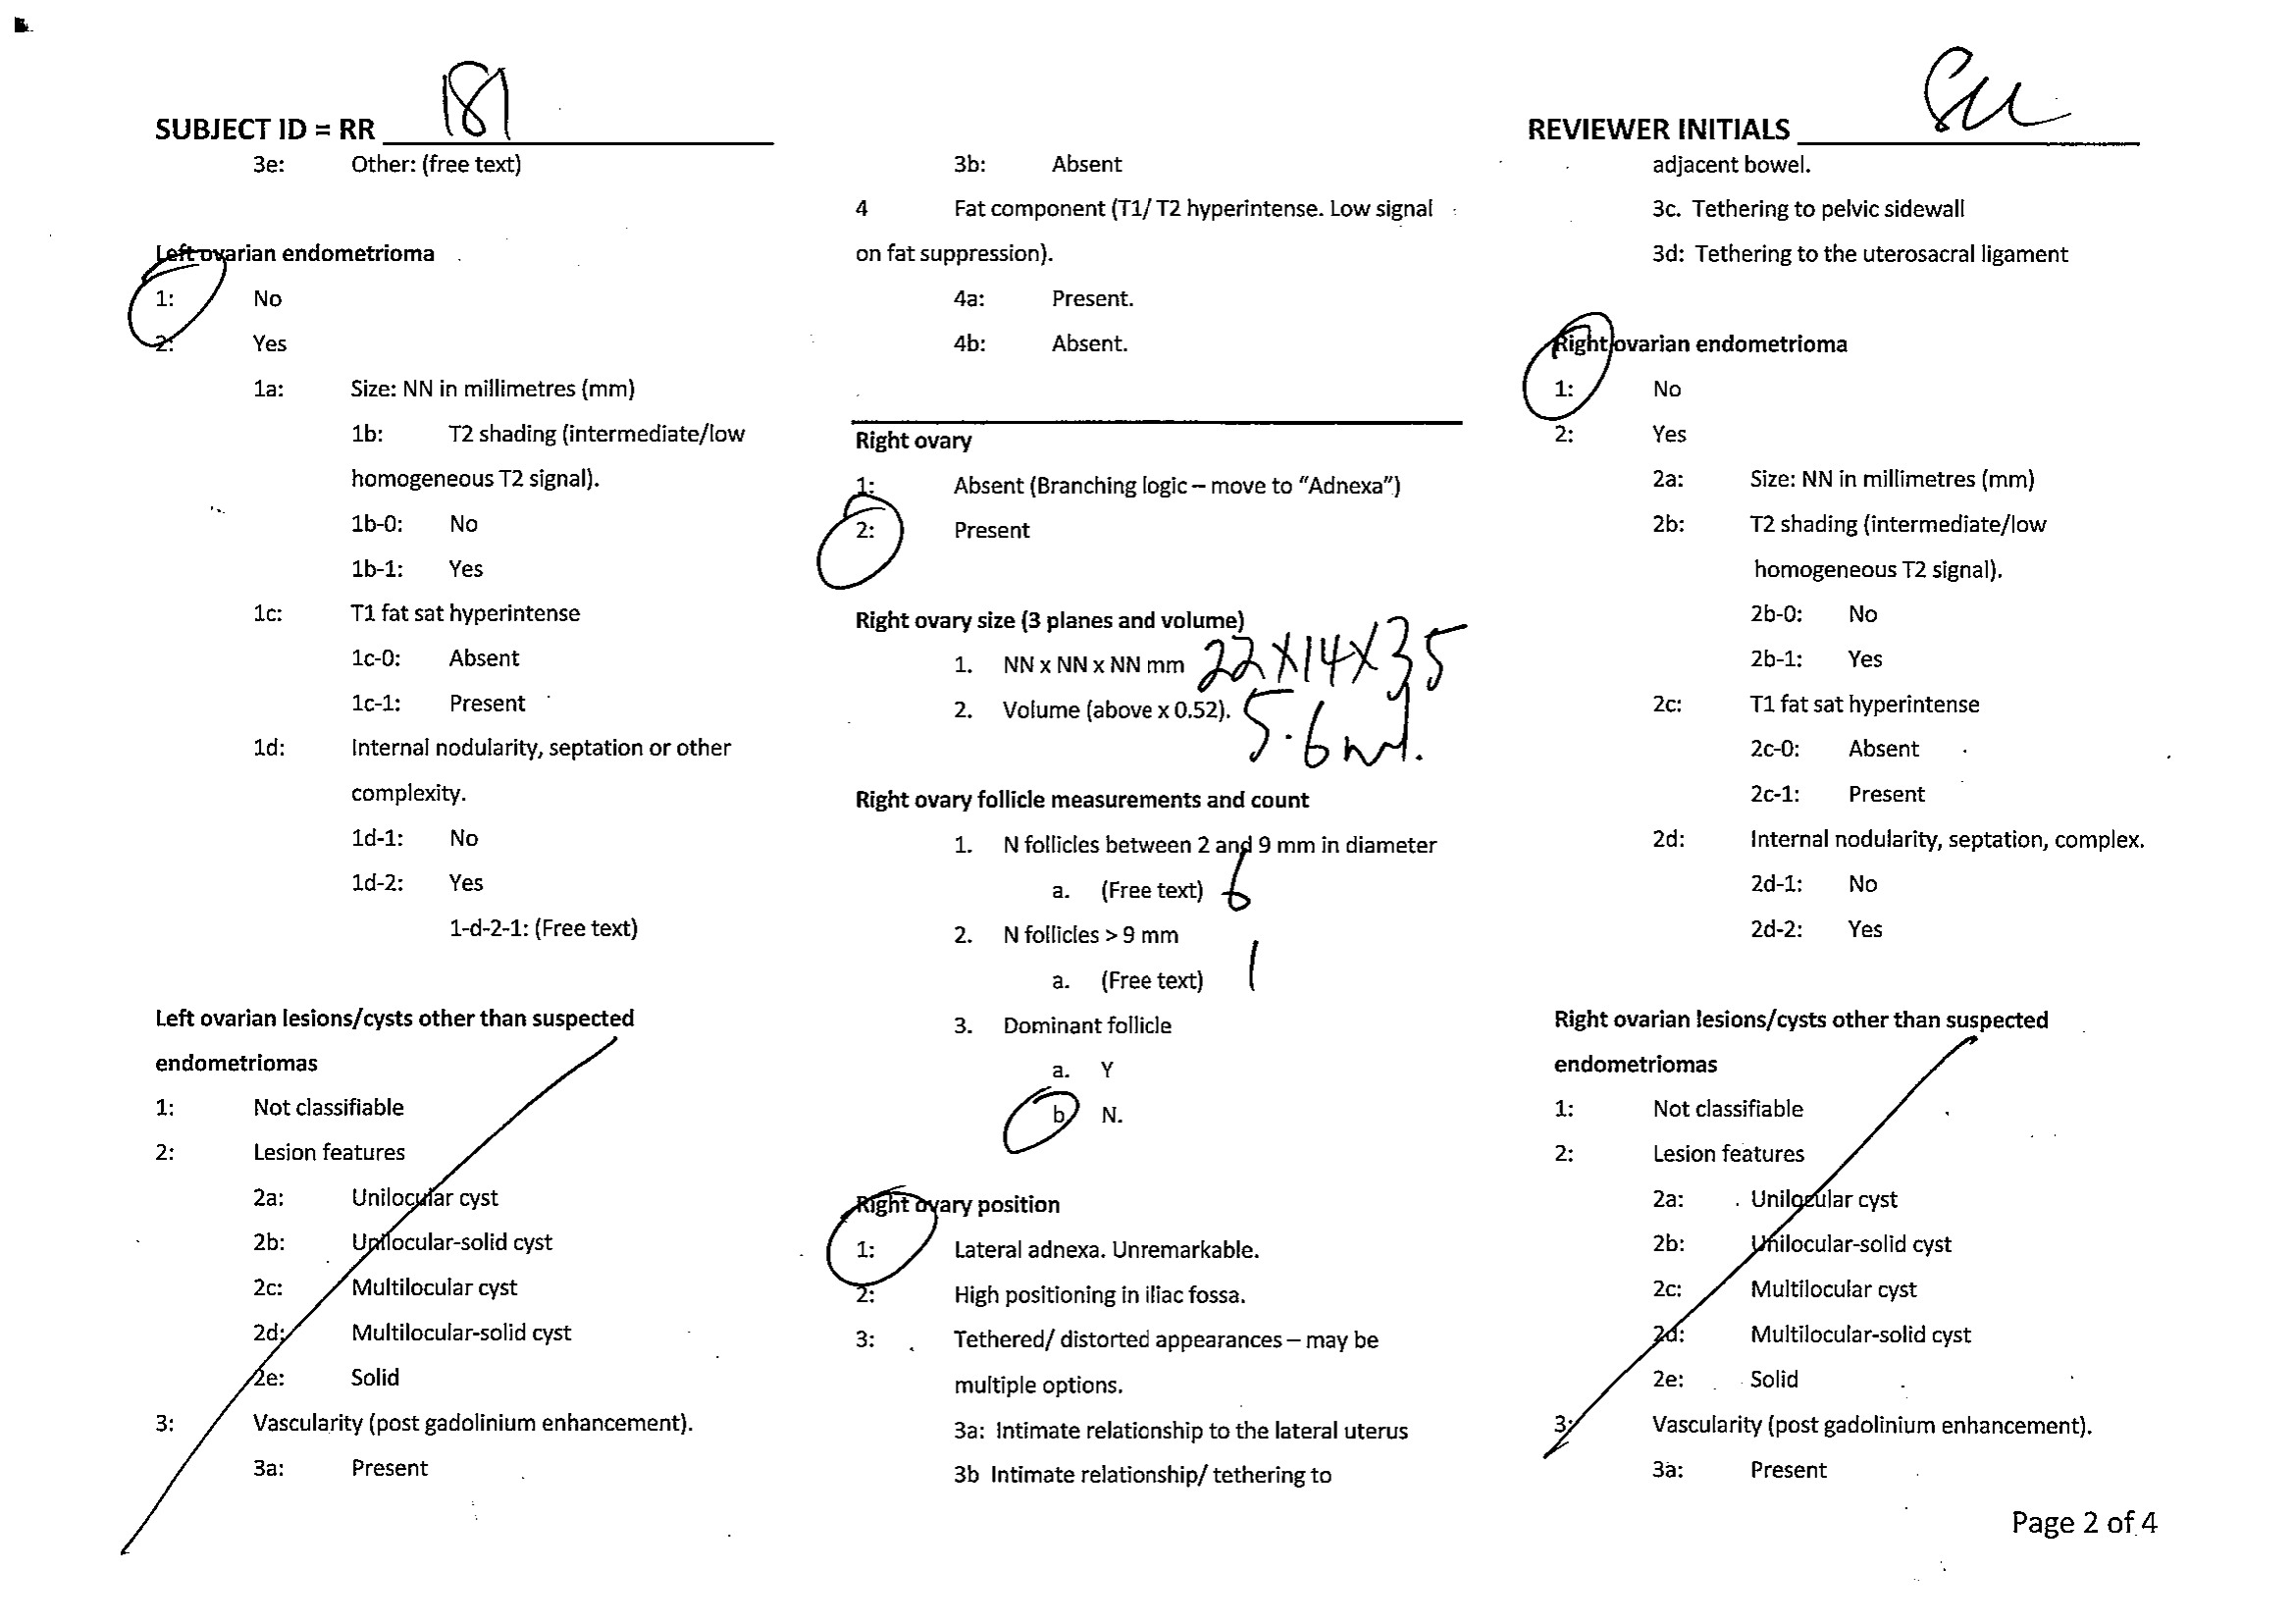 SUBJECT ID = RR 181
3e: Other: (free text)
Left ovarian endometrioma
1: No
2: Yes
1a: Size: NN in millimetres (mm)
1b: T2 shading (intermediate/low
homogeneous T2 signal).
1b-0: No
1b-1: Yes
1c: T1 fat sat hyperintense
1c-0: Absent
1c-1: Present
1d: Internal nodularity, septation or other
complexity.
1d-1: No
1d-2: Yes
1-d-2-1: (Free text)
Left ovarian lesions/cysts other than suspected
endometriomas
1: Not classifiable
2: Lesion features
2a: Unilocular cyst
2b: Unilocular-solid cyst
2c: Multilocular cyst
2d: Multilocular-solid cyst
2e: Solid
3: Vascularity (post gadolinium enhancement).
3a: Present
3b: Absent
4 Fat component (T1/ T2 hyperintense. Low signal
on fat suppression).
4a: Present.
4b: Absent.
Right ovary
1: Absent (Branching logic – move to “Adnexa”)
2: Present
Right ovary size (3 planes and volume)
1. NN x NN x NN mm 22X14X35
2. Volume (above x 0.52). 5.6ml.
Right ovary follicle measurements and count
1. N follicles between 2 and 9 mm in diameter
a. (Free text) 6
2. N follicles > 9 mm
a. (Free text) 1
3. Dominant follicle
a. Y
b N.
Right ovary position
1: Lateral adnexa. Unremarkable.
2: High positioning in iliac fossa.
3: Tethered/ distorted appearances – may be
multiple options.
3a: Intimate relationship to the lateral uterus
3b Intimate relationship/ tethering to
REVIEWER INITIALS
adjacent bowel.
3c. Tethering to pelvic sidewall
3d: Tethering to the uterosacral ligament
Right ovarian endometrioma
1: No
2: Yes
2a: Size: NN in millimetres (mm)
2b: T2 shading (intermediate/low
homogeneous T2 signal).
2b-0: No
2b-1: Yes
2c: T1 fat sat hyperintense
2c-0: Absent
2c-1: Present
2d: Internal nodularity, septation, complex.
2d-1: No
2d-2: Yes
Right ovarian lesions/cysts other than suspected
endometriomas
1: Not classifiable
2: Lesion features
2a: Unilocular cyst
2b: Unilocular-solid cyst
2c: Multilocular cyst
2d: Multilocular-solid cyst
2e: Solid
3: Vascularity (post gadolinium enhancement).
3a: Present
Page 2 of 4